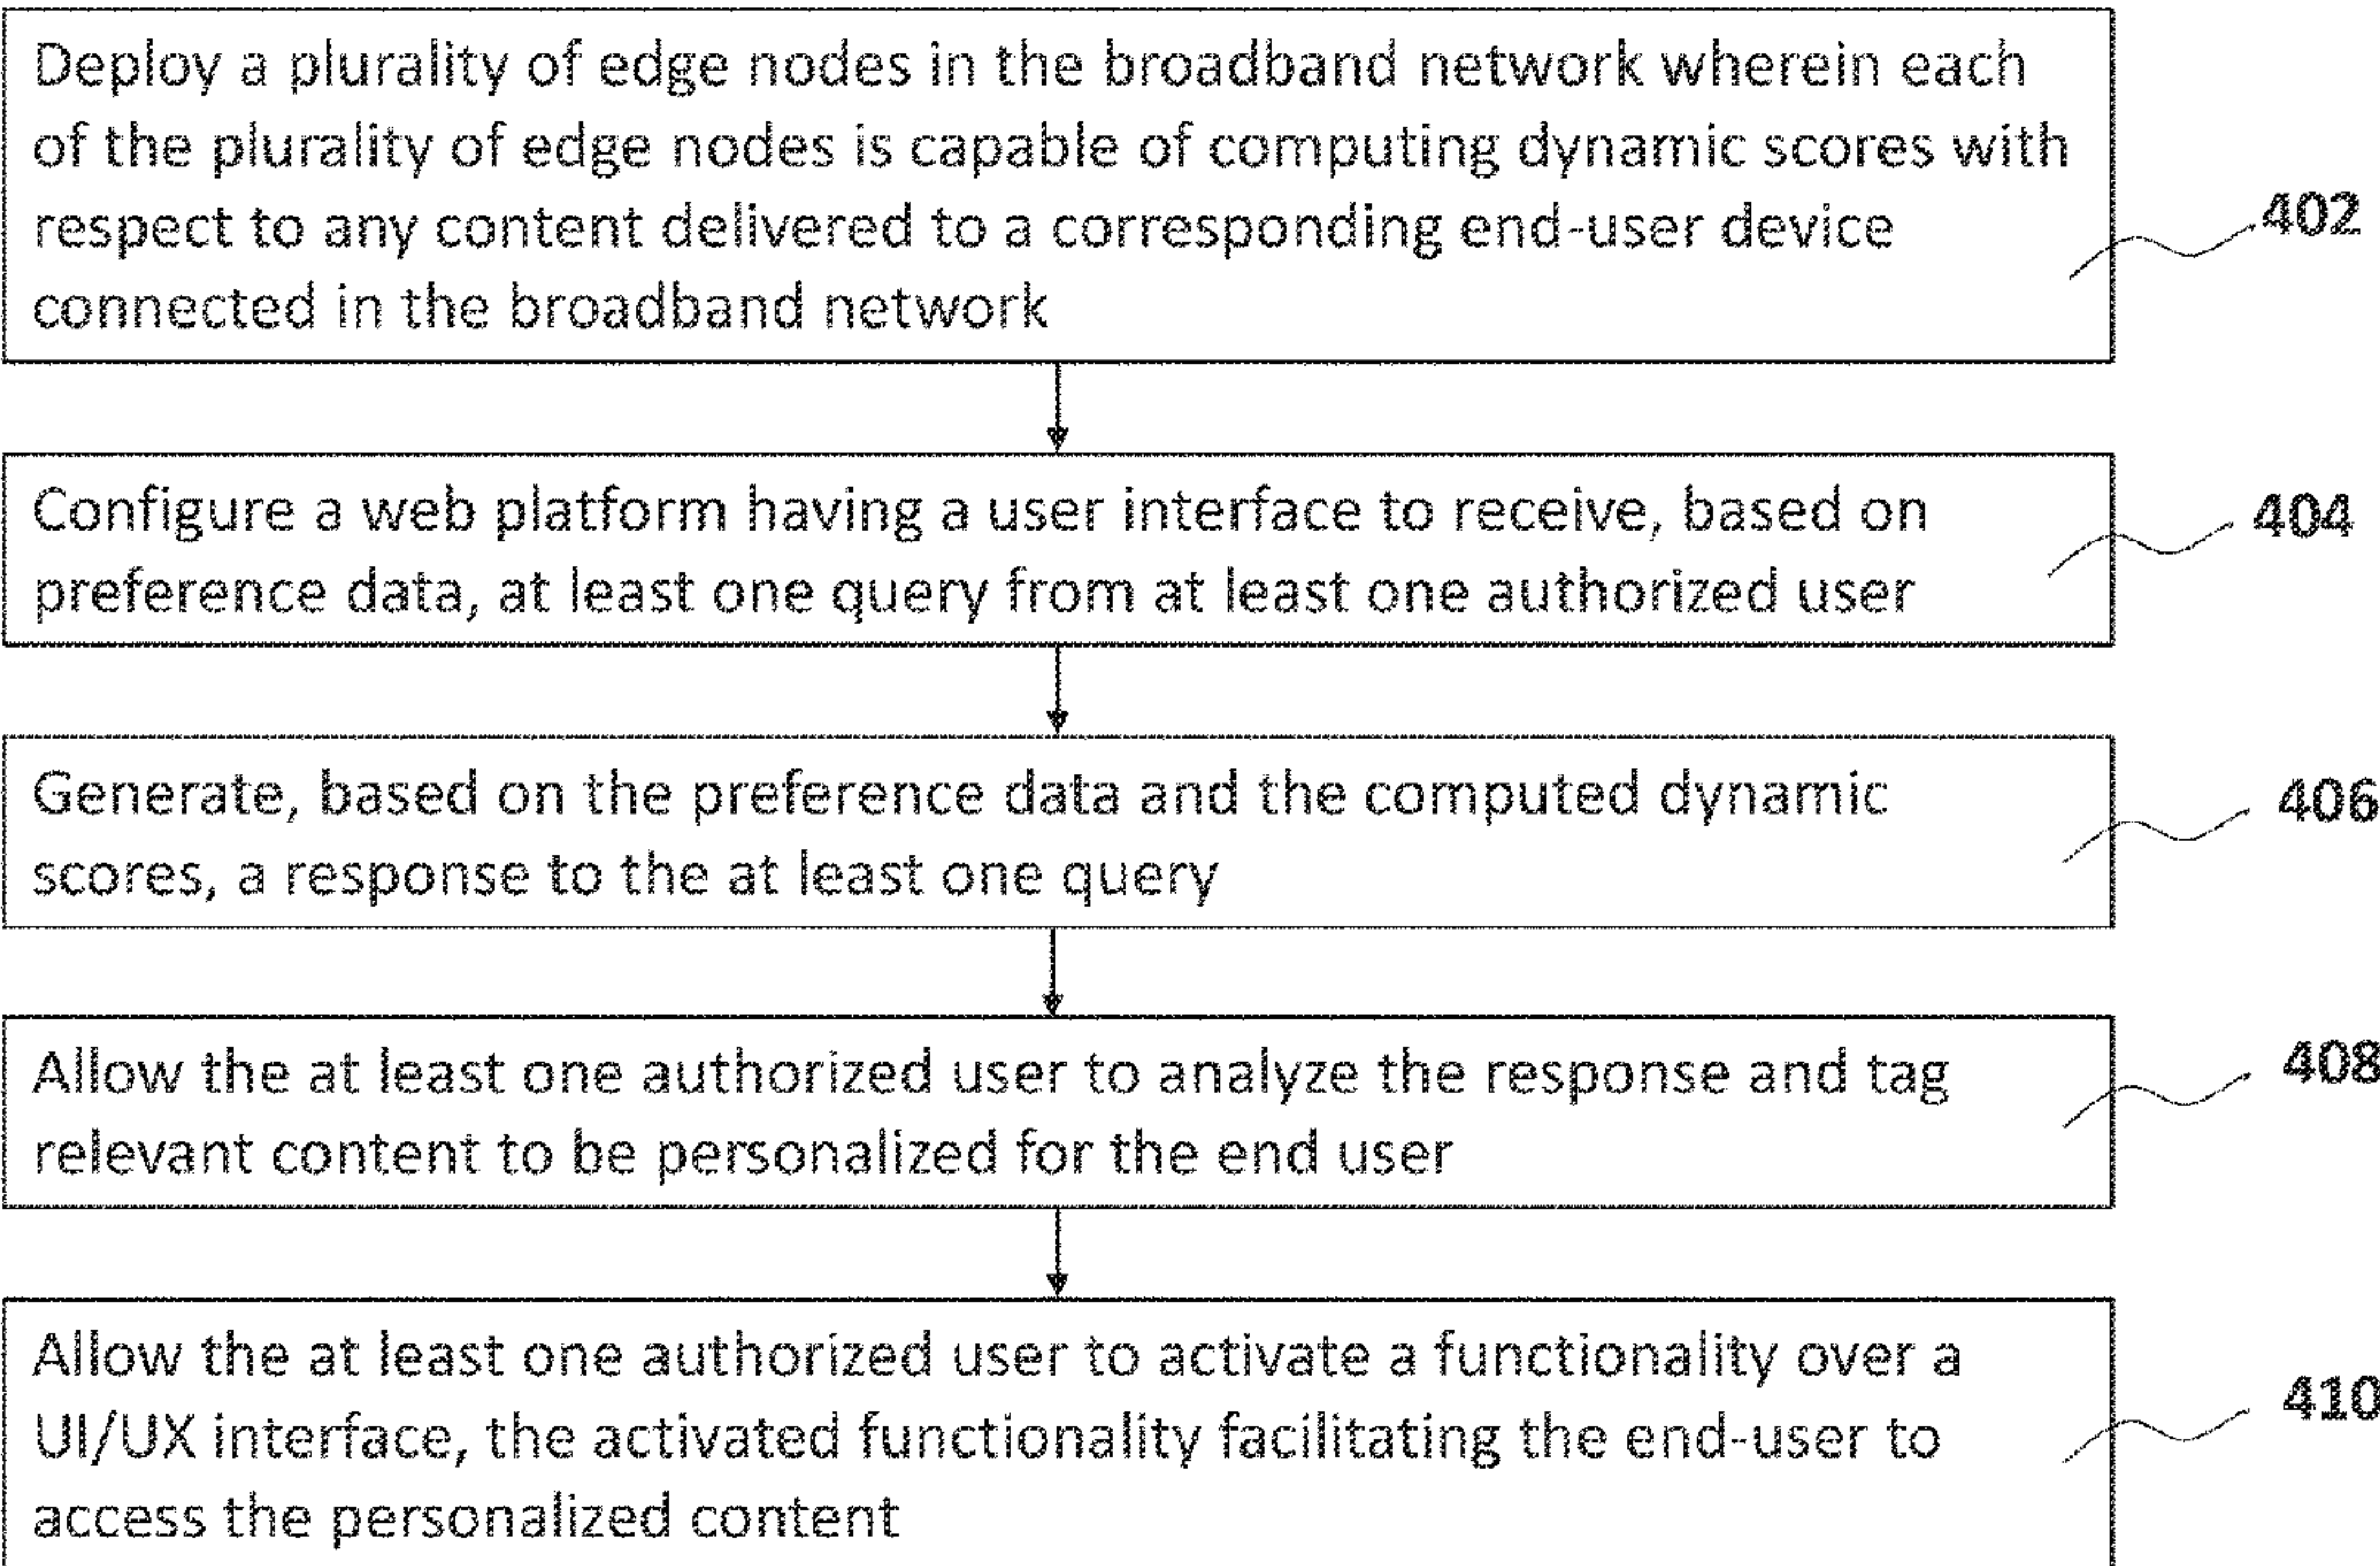 Deploy a plurality of edge nodes in the broadband network wherein each
of the plurality of edge nodes is capable of computing dynamic scores with
respect to any content delivered to a corresponding end-user device
connected in the broadband network
402
Configure a web platform having a user interface to receive, based on
preference data, at least one query from at least one authorized user
404
Generate, based on the preference data and the computed dynamic
scores, a response to the at least one query
406
Allow the at least one authorized user to analyze the response and tag
relevant content to be personalized for the end user
408
Allow the at least one authorized user to activate a functionality over a
UI/UX interface, the activated functionality facilitating the end-user to
access the personalized content
410